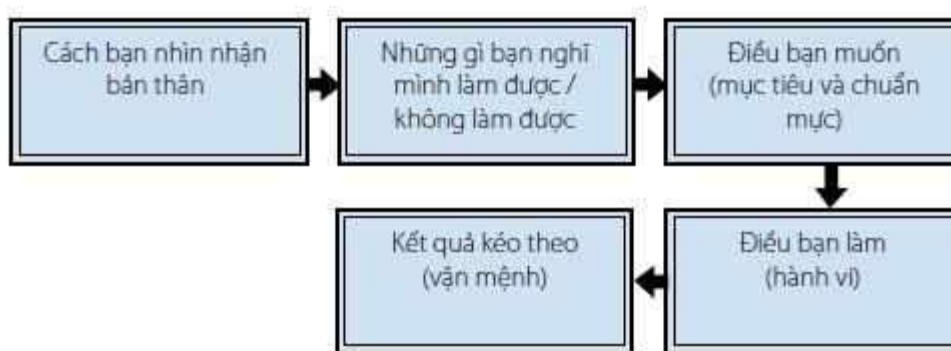 Cách bạn nhìn nhận
bản thân
Những gì bạn nghĩ
mình làm được /
không làm được
Điều bạn muốn
(mục tiêu và chuẩn
mực)
Điều bạn làm
(hành vi)
Kết quả kéo theo
(vận mệnh)